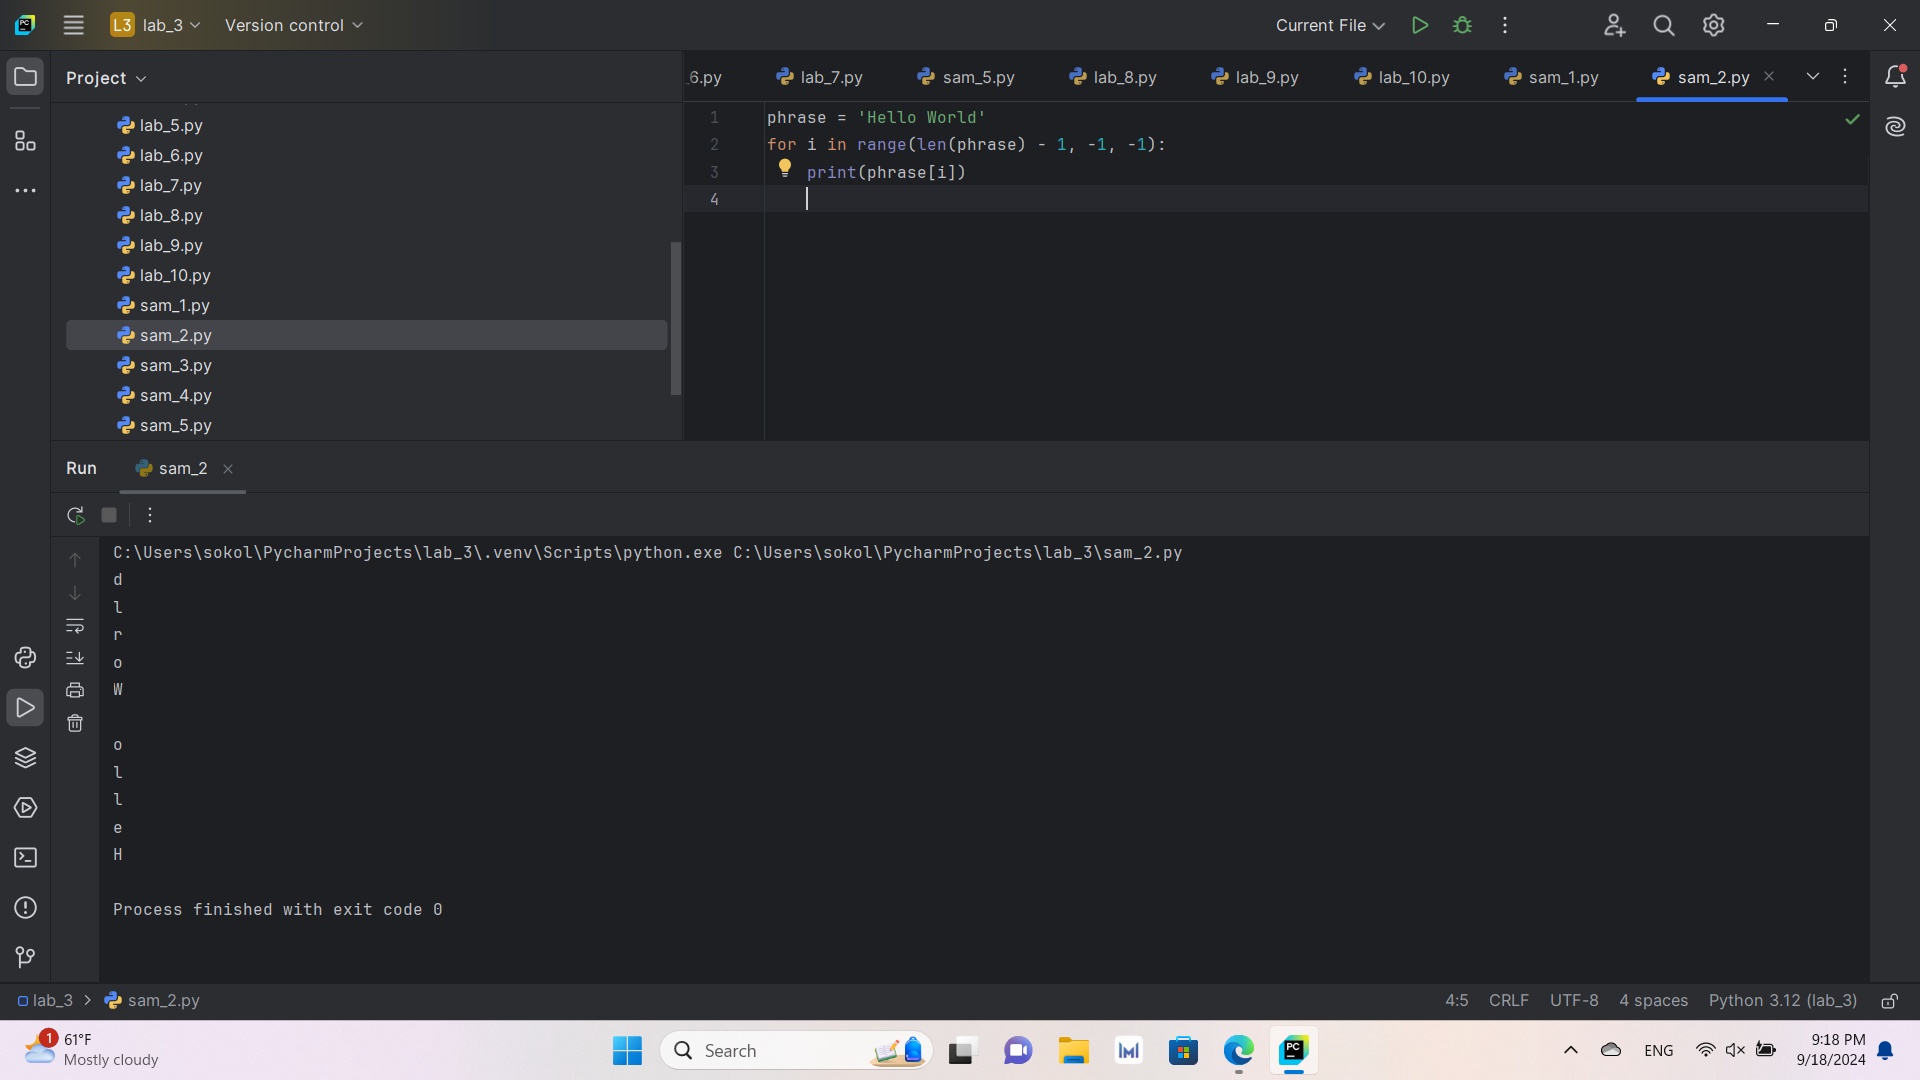 L3 lab_3
Version control
Current File
Project
_6.py
lab_7.py
sam_5.py
lab_8.py
lab_9.py
lab_10.py
sam_1.py
sam_2.py
lab_5.py
lab_6.py
lab_7.py
lab_8.py
lab_9.py
lab_10.py
sam_1.py
sam_2.py
sam_3.py
sam_4.py
sam_5.py
1 phrase = 'Hello World'
2 for i in range(len(phrase) - 1, -1, -1):
3 print(phrase[i])
4
Run
sam_2
C:\Users\sokol\PycharmProjects\lab_3\.venv\Scripts\python.exe C:\Users\sokol\PycharmProjects\lab_3\sam_2.py
d
l
r
o
W
o
l
l
e
H
Process finished with exit code 0
lab_3 > sam_2.py
4:5 CRLF UTF-8 4 spaces Python 3.12 (lab_3)
1
61°F
Mostly cloudy
Search
PC
ENG
9:18 PM
9/18/2024